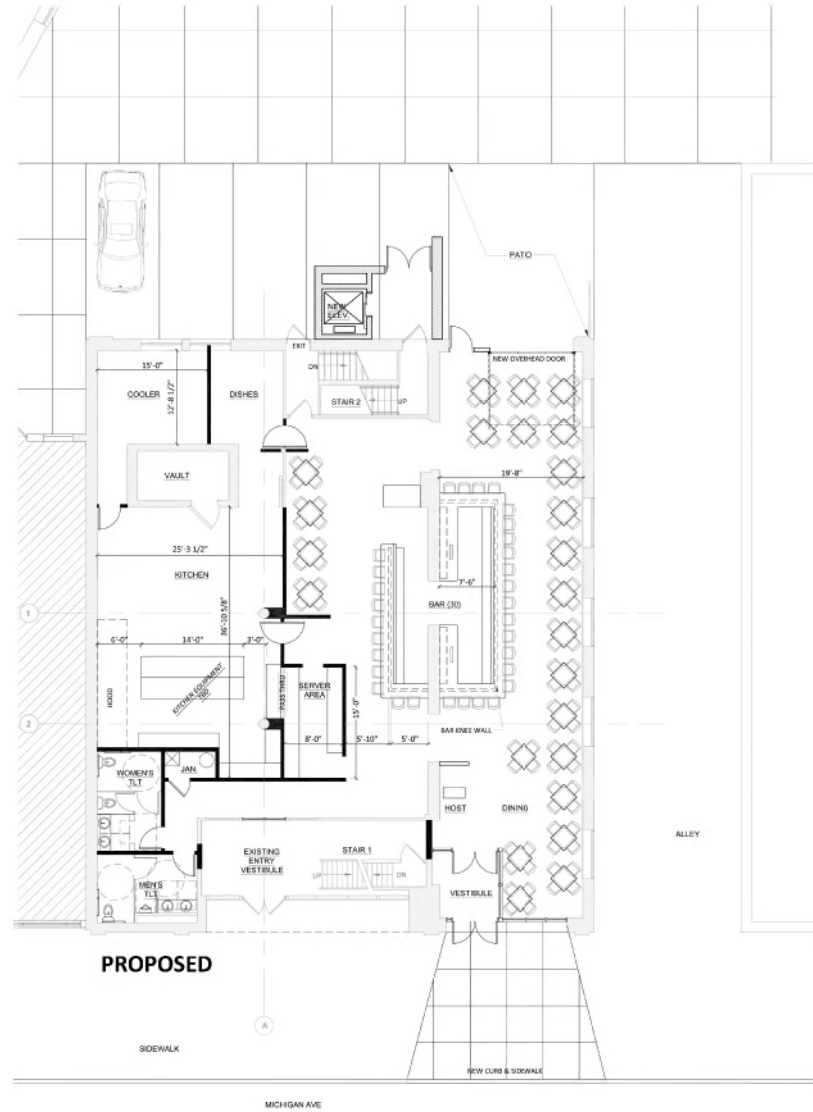 PATIO
NEW
ELEV.
EXIT
NEW OVERHEAD DOOR
15'-0"
DN
COOLER
12'-8 1/2"
DISHES
STAIR 2
UP
VAULT
19'-8"
25'-3 1/2"
KITCHEN
7'-6"
36'-10 5/8"
BAR (30)
1
6'-0"
14'-0"
3'-0"
HOOD
KITCHEN EQUIPMENT
TBD
PASS THRU
SERVER
AREA
15'-0"
2
8'-0"
5'-10"
5'-0"
BAR KNEE WALL
WOMEN'S
TLT
JAN
HOST
DINING
ALLEY
EXISTING
ENTRY
VESTIBULE
STAIR 1
UP
DN
MEN'S
TLT
VESTIBULE
PROPOSED
A
SIDEWALK
NEW CURB & SIDEWALK
MICHIGAN AVE